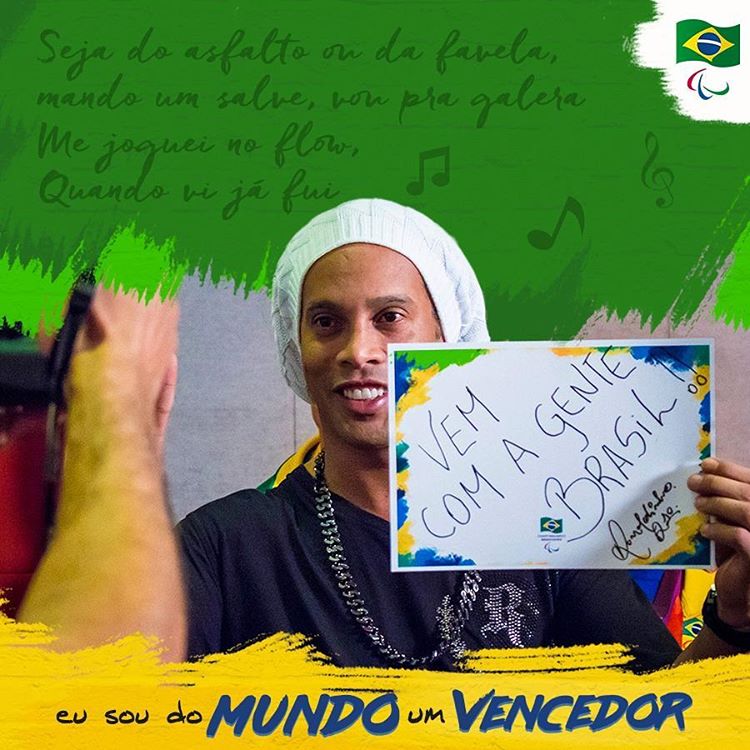 Seja do asfalto ou da favela,
mando um salve, vou pra galera
Me joguei no flow,
Quando vi já fui
VEM
COM A GENTE
BRASIL!
Ronaldinho
R
eu sou do MUNDO um VENCEDOR